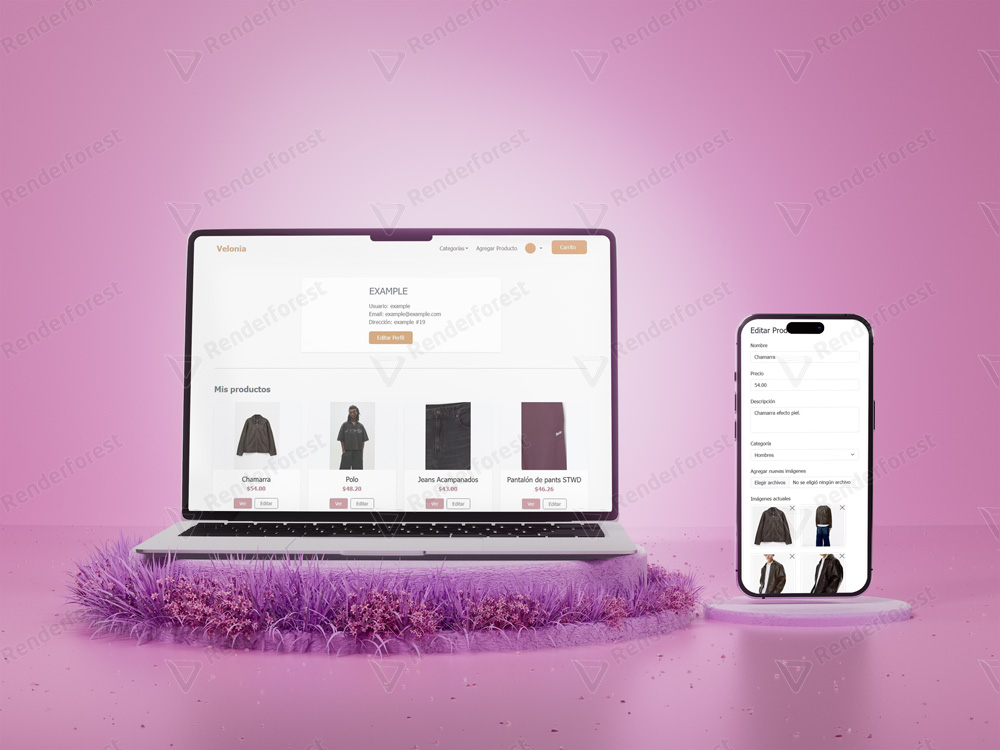 Velonia
Categorías
Agregar Producto
Carrito
EXAMPLE
Usuario: example
Email: example@example.com
Dirección: example #19
Editar Perfil
Mis productos
Chamarra
$54.00
Ver
Editar
Polo
$48.20
Ver
Editar
Jeans Acampanados
$43.00
Ver
Editar
Pantalón de pants STWD
$46.26
Ver
Editar
Editar Prod
Nombre
Chamarra
Precio
54.00
Descripción
Chamarra efecto piel.
Categoría
Hombres
Agregar nuevas imágenes
Elegir archivos No se eligió ningún archivo
Imágenes actuales
Renderforest